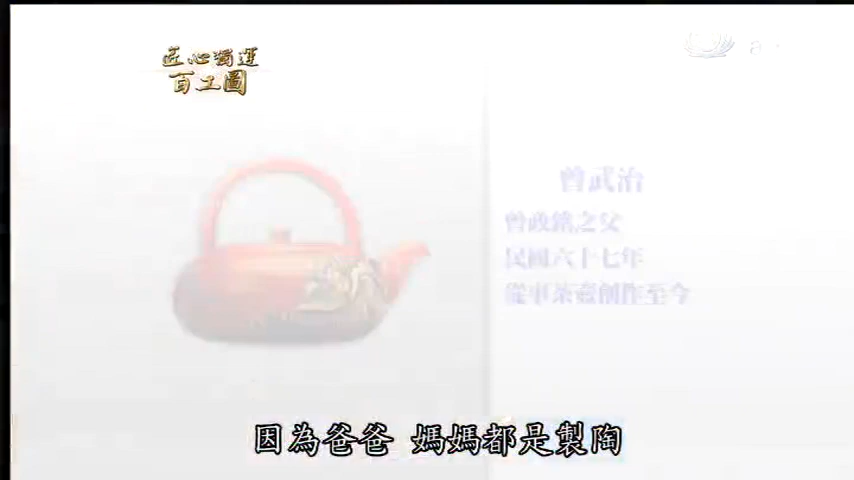 匠心獨運
百工圖
曾武治
曾政鎧之父
民國六十七年
從事茶壺創作至今
因為爸爸 媽媽都是製陶